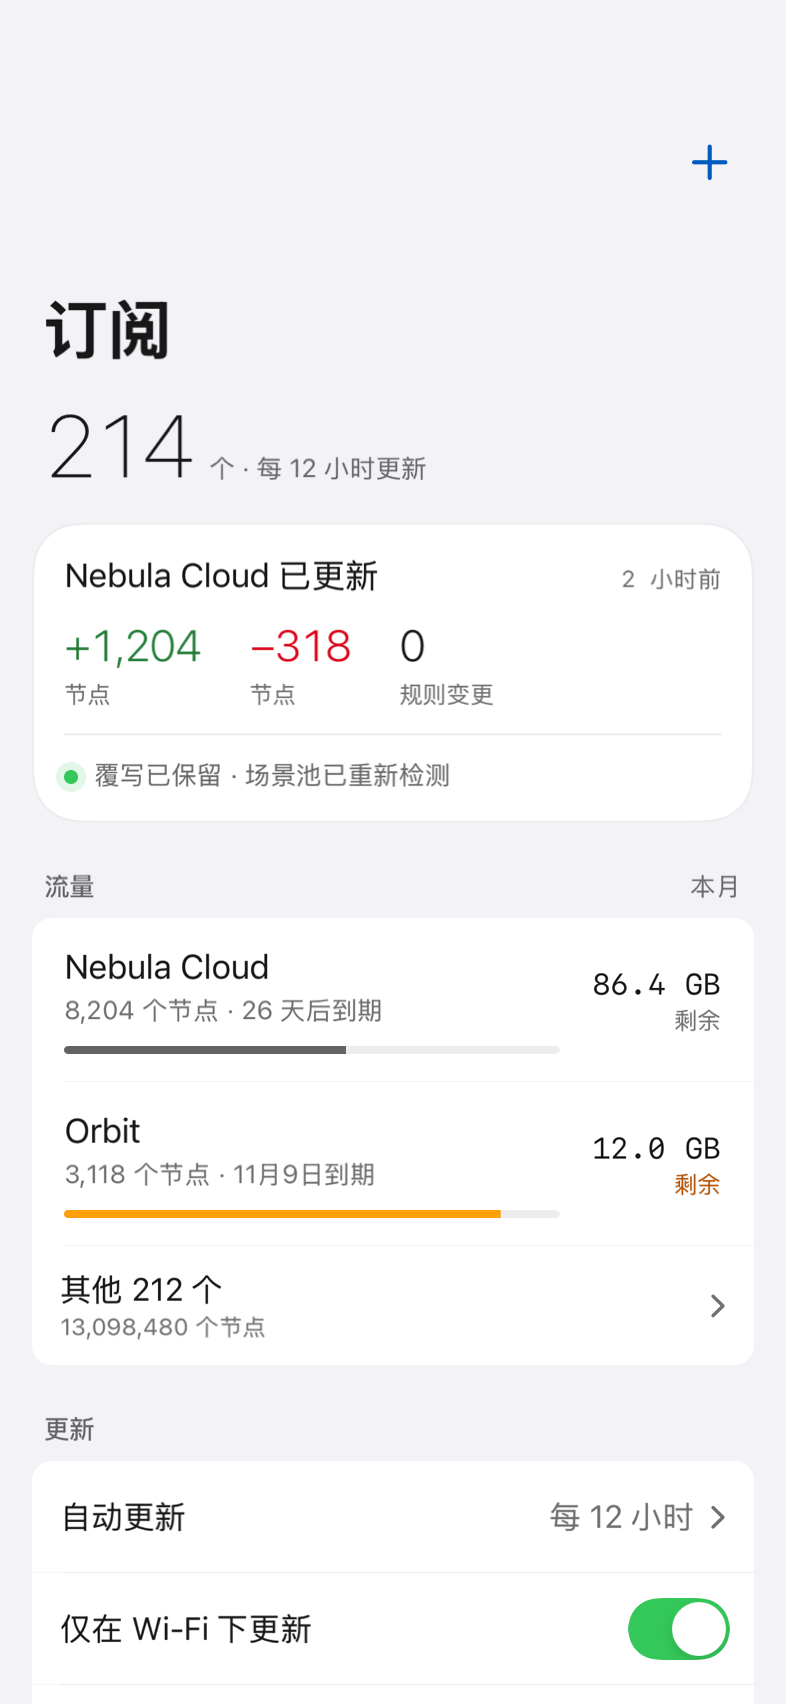 订阅
214 个 · 每 12 小时更新
Nebula Cloud 已更新 2 小时前
+1,204 –318 0
节点 节点 规则变更
覆写已保留 · 场景池已重新检测
流量 本月
Nebula Cloud
86.4 GB
8,204 个节点 · 26 天后到期
剩余
Orbit
12.0 GB
3,118 个节点 · 11月9日到期
剩余
其他 212 个
13,098,480 个节点
更新
自动更新 每 12 小时
仅在 Wi-Fi 下更新